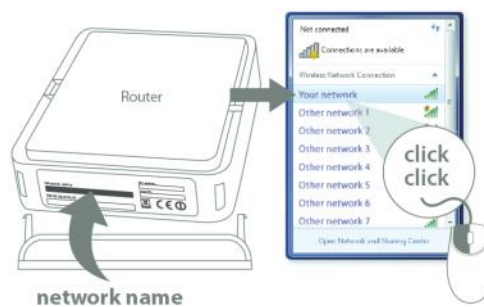 Router
network name
Not connected
Connections are available
Wireless Network Connection
Your network
Other network 1
Other network 2
Other network 3
Other network 4
Other network 5
Other network 6
Other network 7
click
click
Open Network and Sharing Center